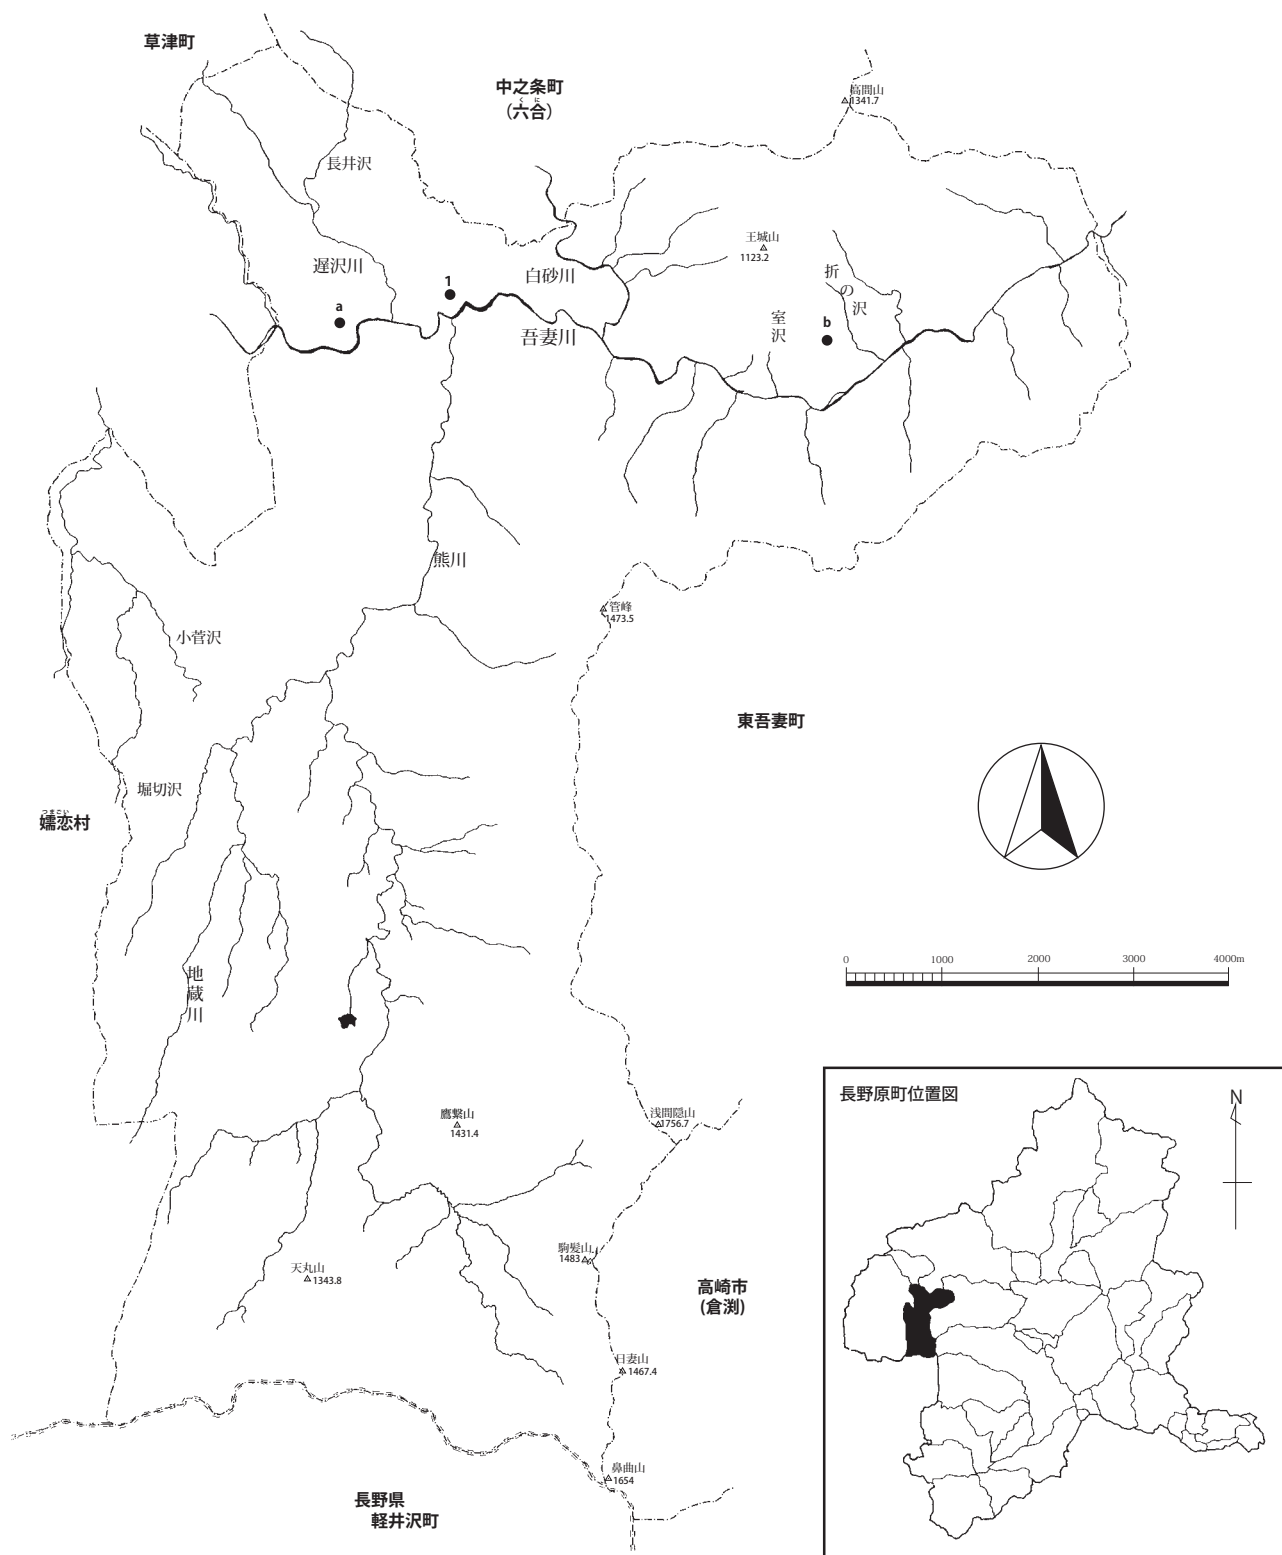 草津町
中之条町
くに
(六合)
高間山
1341.7
長井沢
王城山
1123.2
遅沢川
白砂川
折の沢
1
a
吾妻川
室沢
b
熊川
管峰
1473.5
小菅沢
東吾妻町
堀切沢
つまごい
嬬恋村
地蔵川
0 1000 2000 3000 4000m
鷹繋山
1431.4
浅間隠山
1756.7
長野原町位置図
N
駒髪山
1483
天丸山
1343.8
高崎市
(倉渕)
日妻山
1467.4
鼻曲山
1654
長野県
軽井沢町